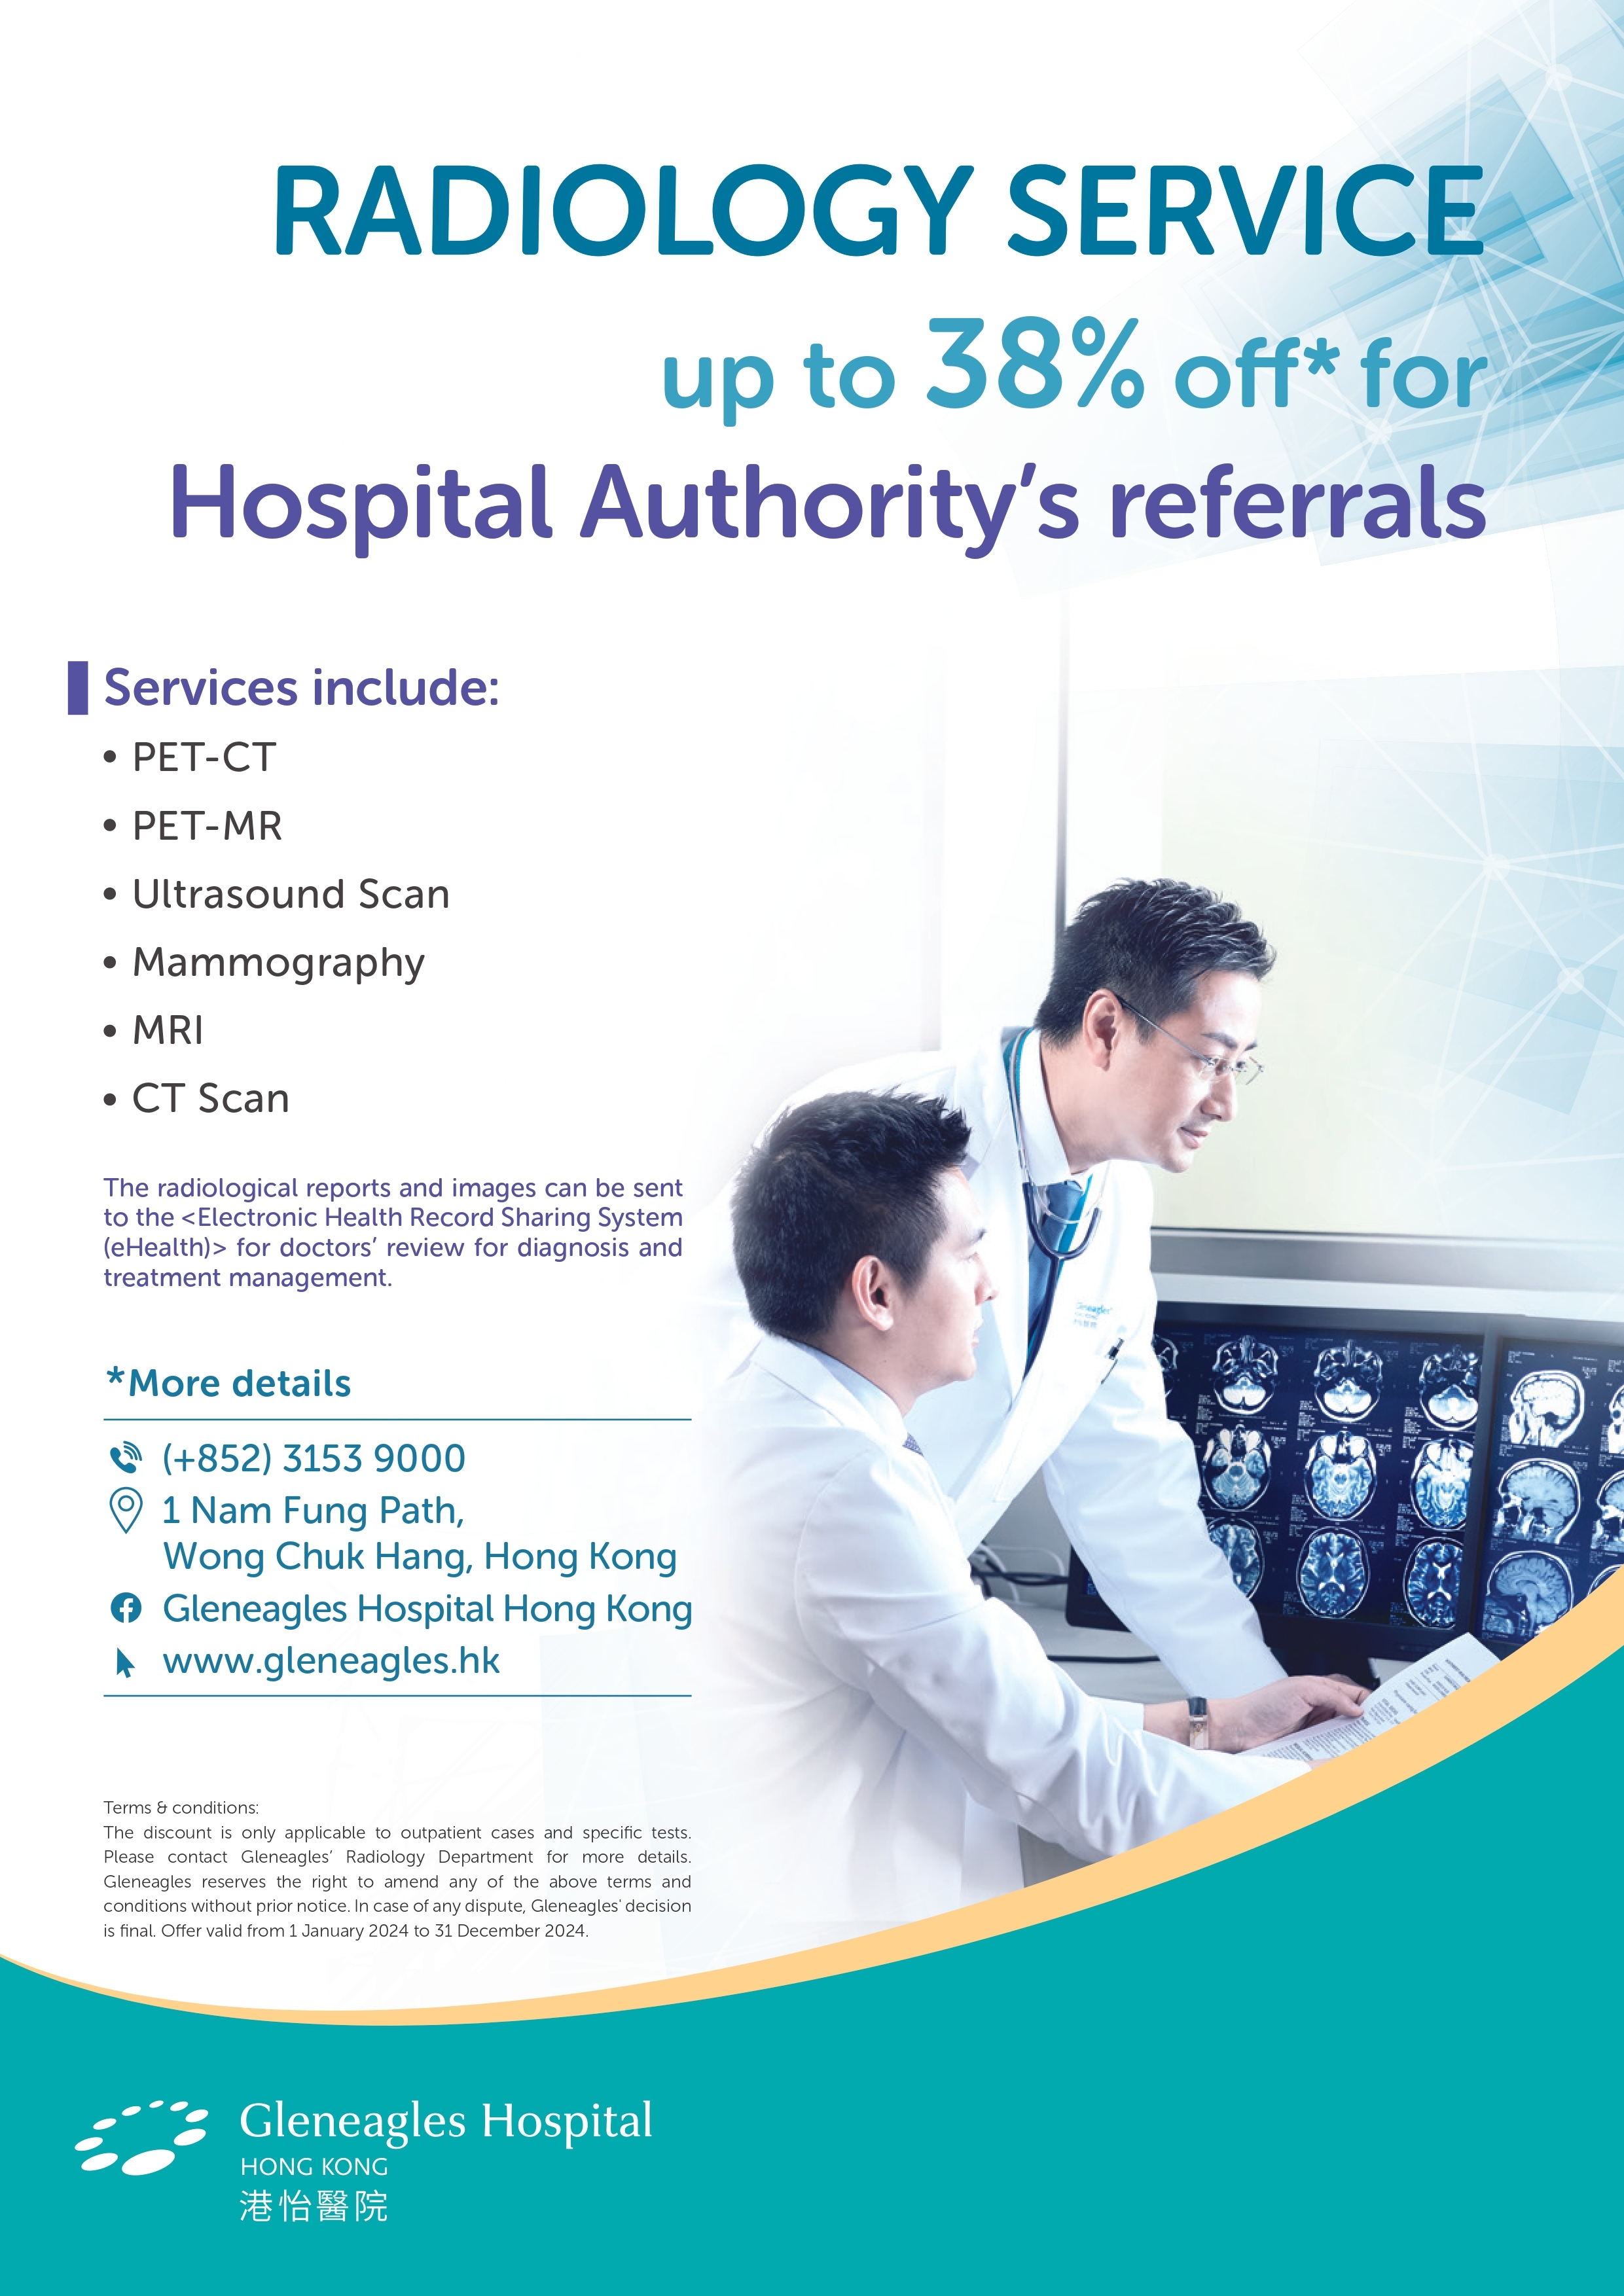 RADIOLOGY SERVICE
up to 38% off* for
Hospital Authority’s referrals
Services include:
• PET-CT
• PET-MR
• Ultrasound Scan
• Mammography
• MRI
• CT Scan
The radiological reports and images can be sent
to the <Electronic Health Record Sharing System
(eHealth)> for doctors’ review for diagnosis and
treatment management.
*More details
(+852) 3153 9000
1 Nam Fung Path,
Wong Chuk Hang, Hong Kong
Gleneagles Hospital Hong Kong
www.gleneagles.hk
Terms & conditions:
The discount is only applicable to outpatient cases and specific tests.
Please contact Gleneagles’ Radiology Department for more details.
Gleneagles reserves the right to amend any of the above terms and
conditions without prior notice. In case of any dispute, Gleneagles' decision
is final. Offer valid from 1 January 2024 to 31 December 2024.
Gleneagles
港怡醫院
Gleneagles Hospital
HONG KONG
港怡醫院